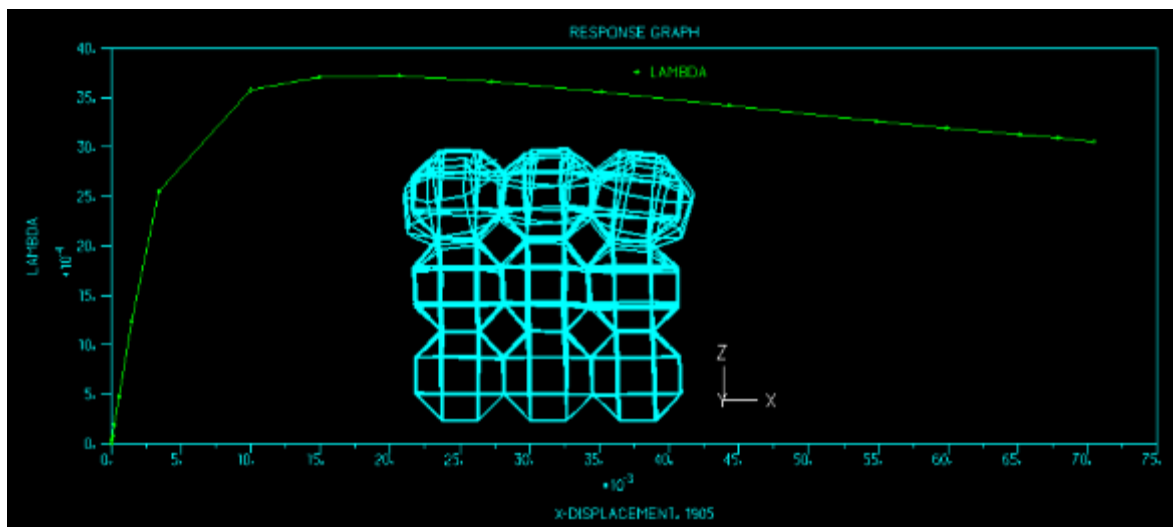 RESPONSE GRAPH
LAMBDA
40.
35.
30.
25.
20.
15.
10.
5.
0.
LAMBDA
*10⁻⁴
Z
Y X
0. 5. 10. 15. 20. 25. 30. 35. 40. 45. 50. 55. 60. 65. 70. 75.
*10⁻³
X-DISPLACEMENT, 1905